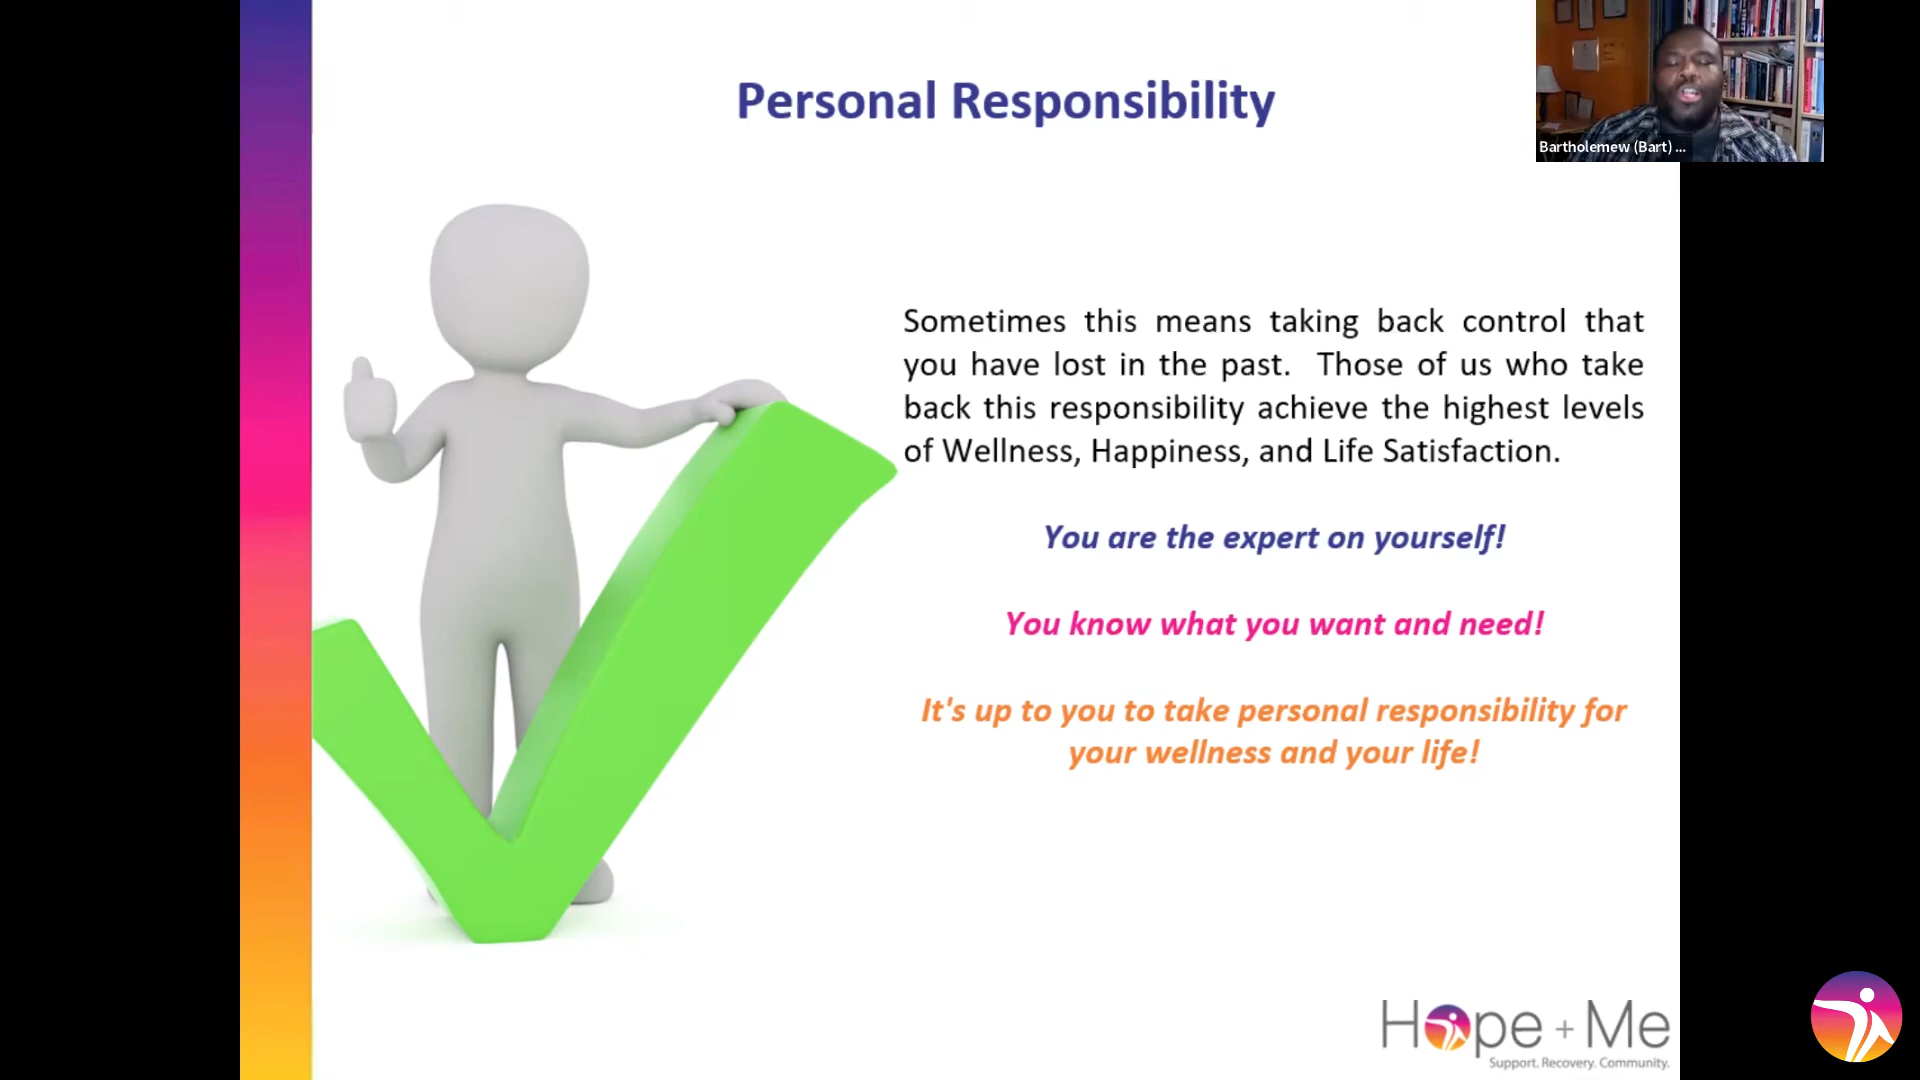 Personal Responsibility
Bartholemew (Bart) ...
Sometimes this means taking back control that
you have lost in the past. Those of us who take
back this responsibility achieve the highest levels
of Wellness, Happiness, and Life Satisfaction.
You are the expert on yourself!
You know what you want and need!
It's up to you to take personal responsibility for
your wellness and your life!
Hope + Me
Support. Recovery. Community.